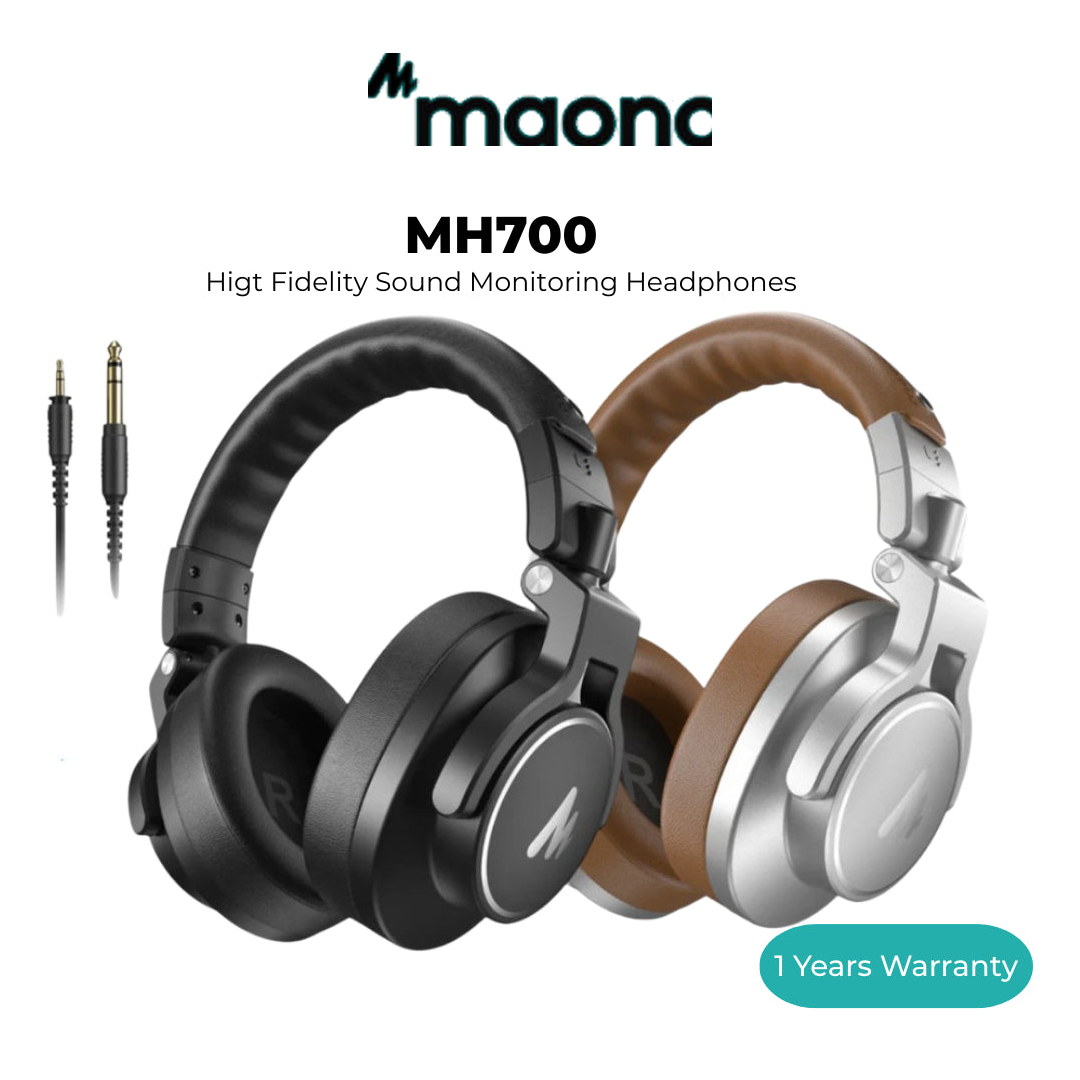 maono
MH700
Higt Fidelity Sound Monitoring Headphones
R
R
1 Years Warranty